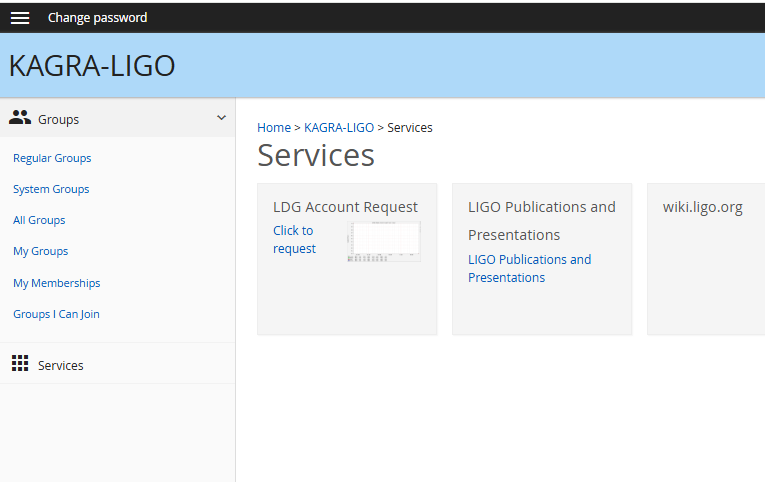 Change password
KAGRA-LIGO
Groups
Regular Groups
System Groups
All Groups
My Groups
My Memberships
Groups I Can Join
Services
Home > KAGRA-LIGO > Services
Services
LDG Account Request
Click to
request
LIGO Publications and
Presentations
LIGO Publications and
Presentations
wiki.ligo.org